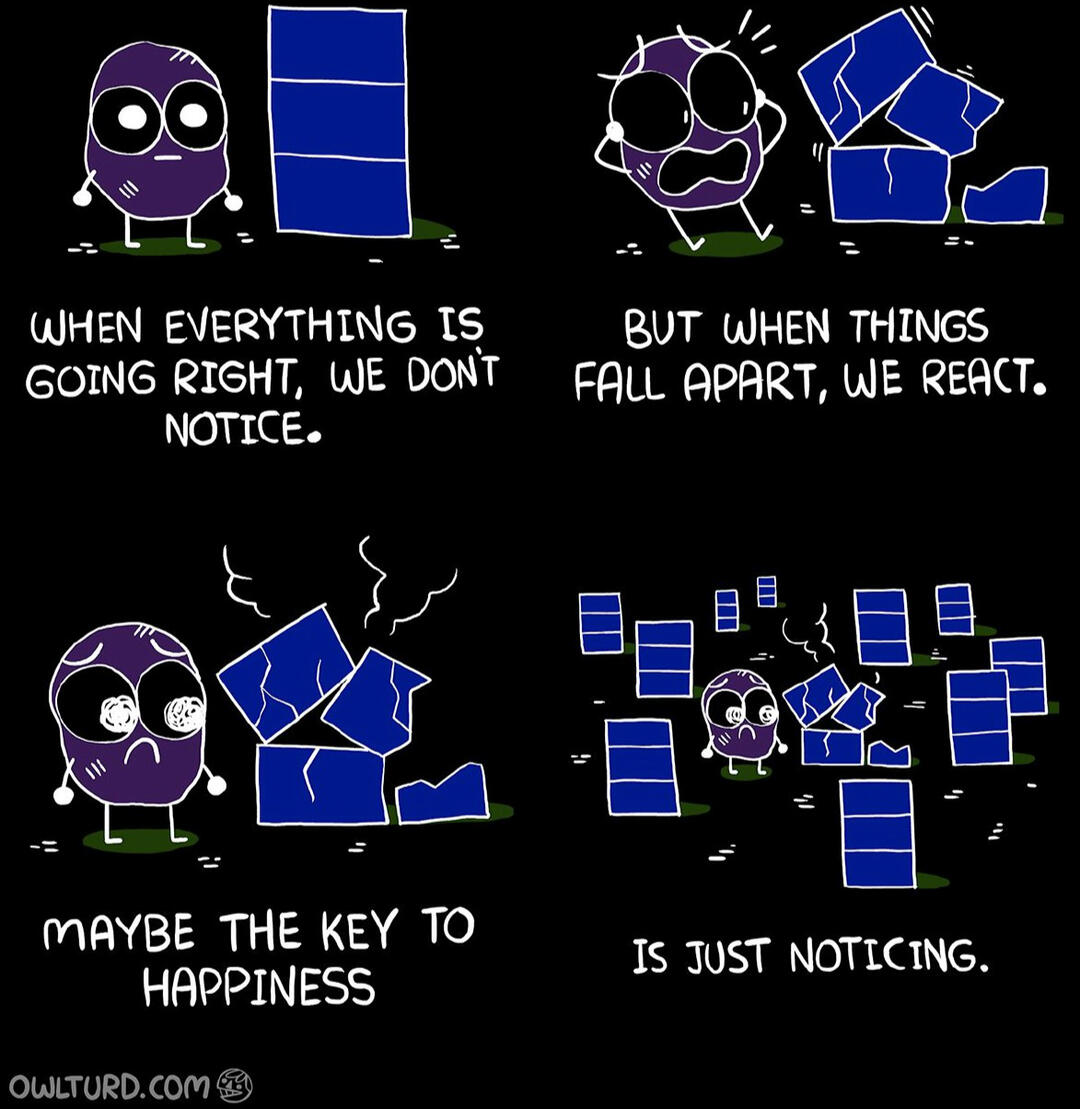 WHEN EVERYTHING IS
GOING RIGHT, WE DON'T
NOTICE.
BUT WHEN THINGS
FALL APART, WE REACT.
MAYBE THE KEY TO
HAPPINESS
IS JUST NOTICING.
OWLTURD.COM